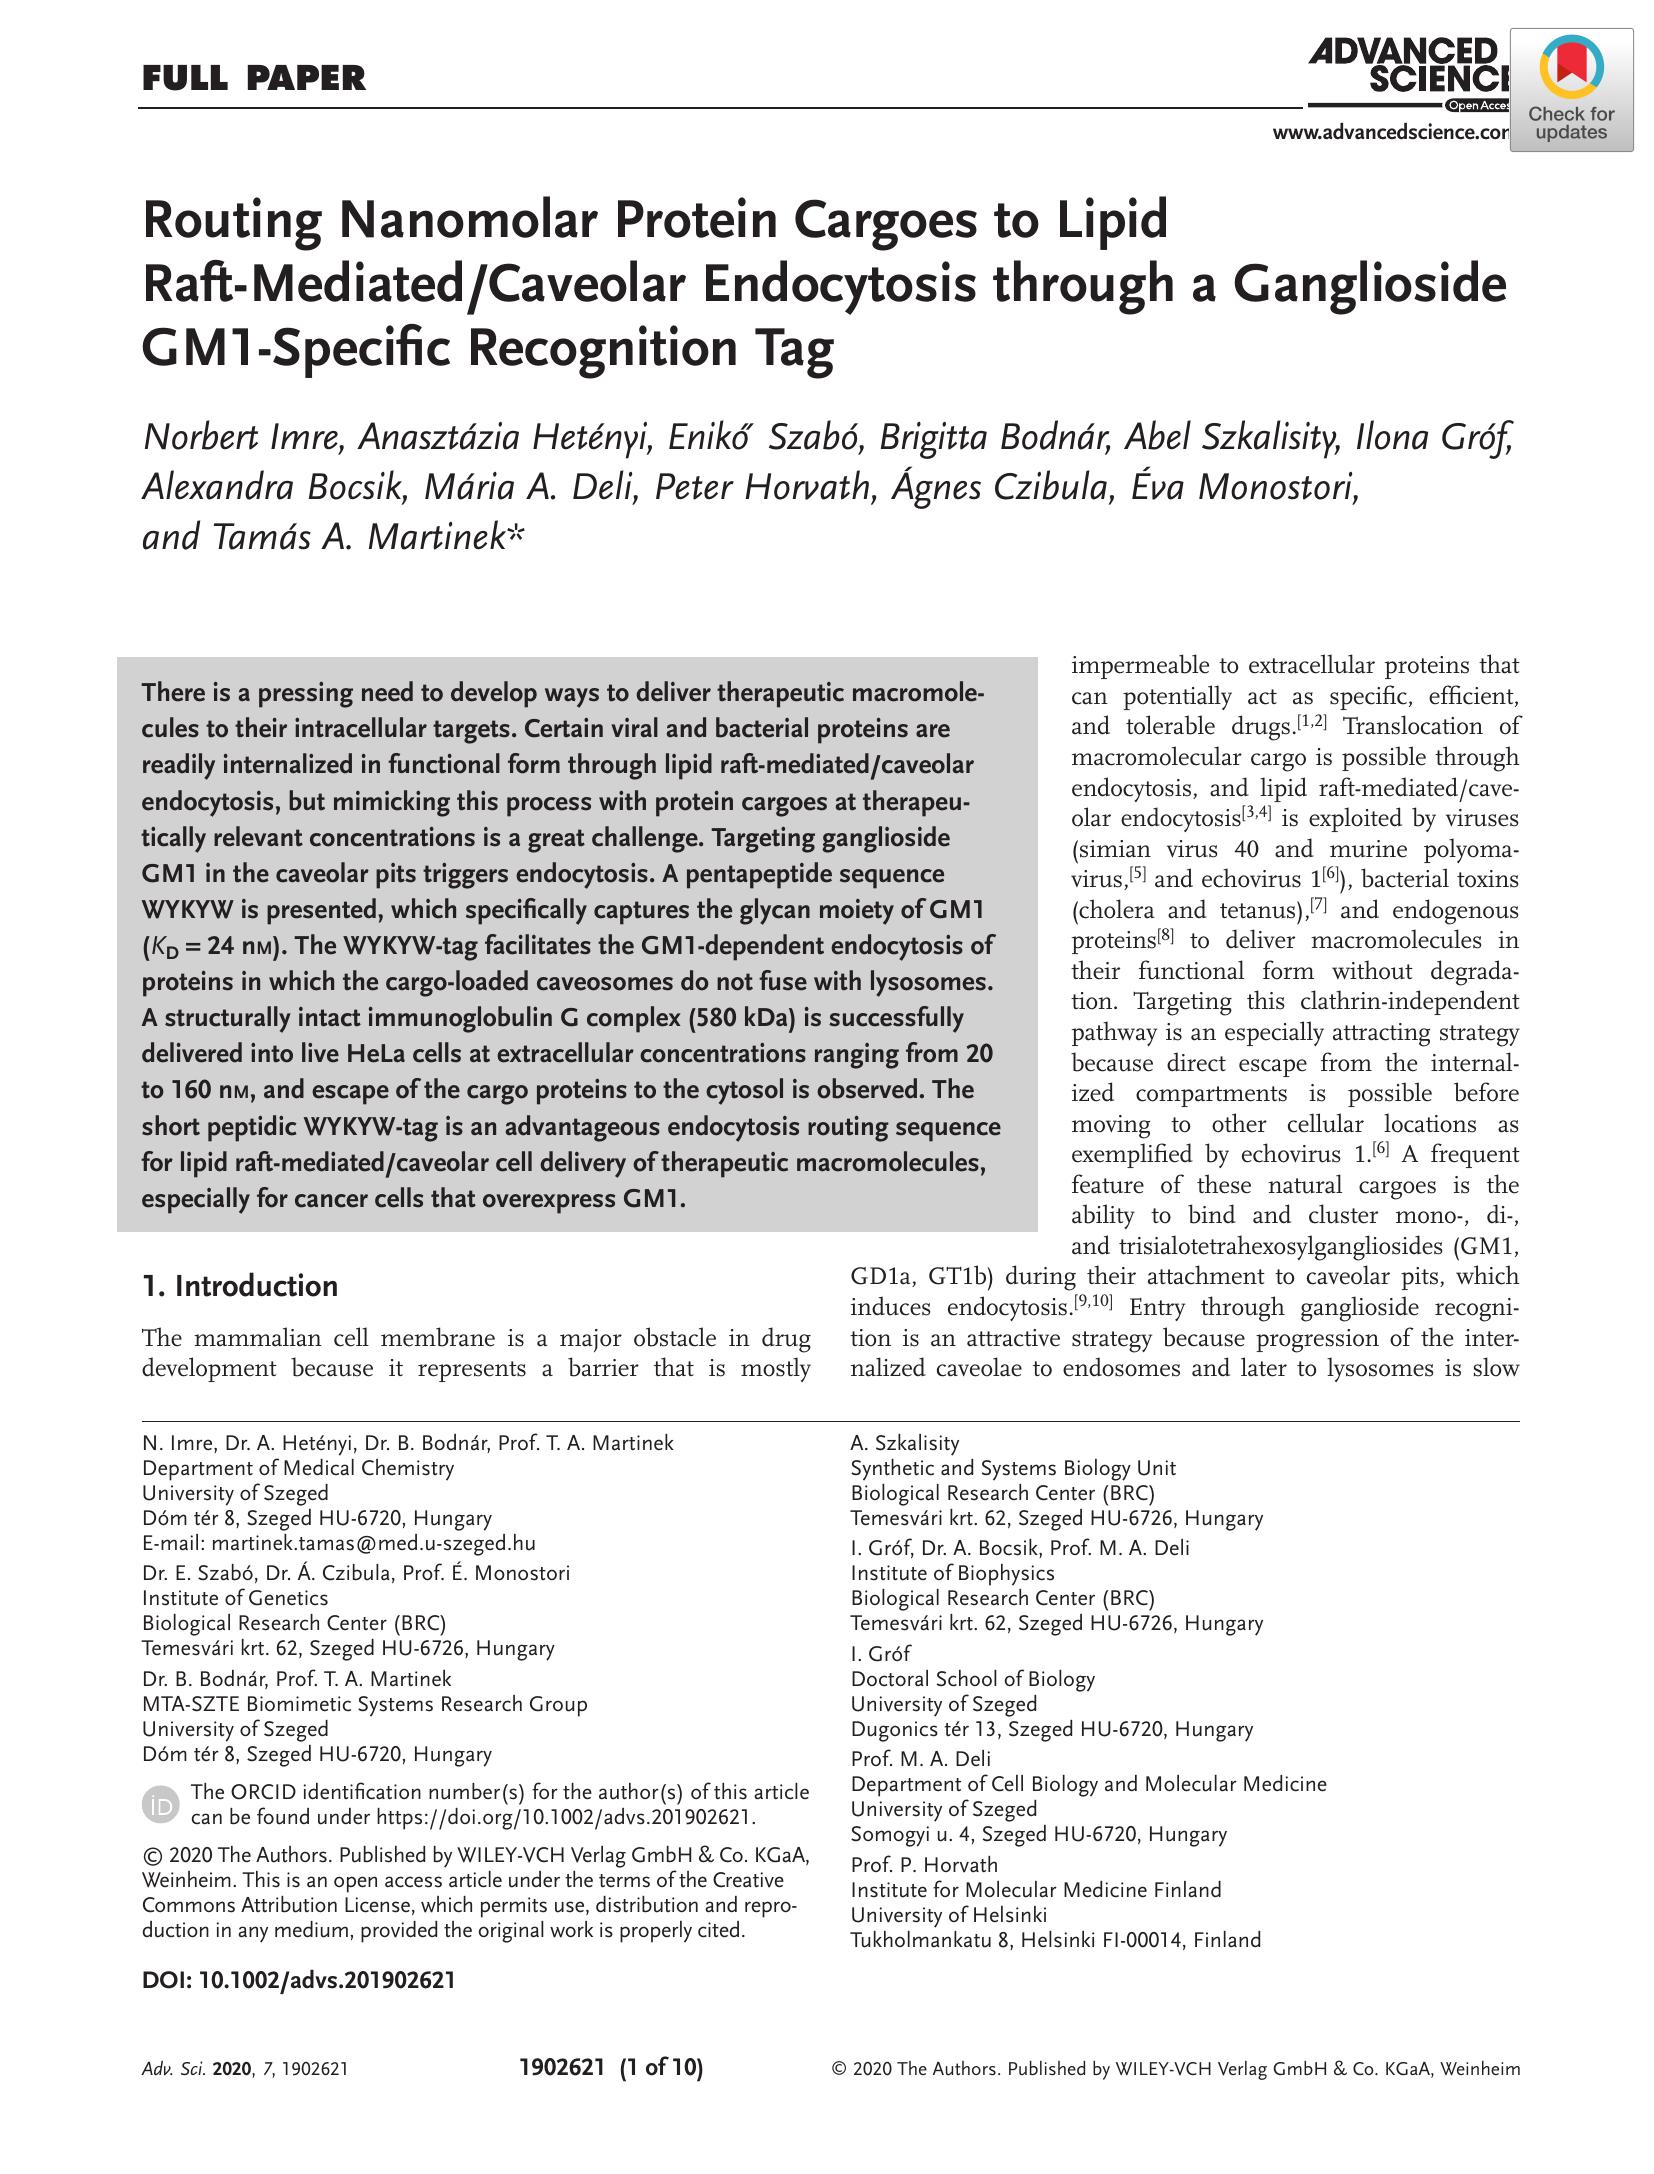 FULL PAPER
ADVANCED
SCIENCE
Open Acces
www.advancedscience.com
Check for
updates
Routing Nanomolar Protein Cargoes to Lipid
Raft-Mediated/Caveolar Endocytosis through a Ganglioside
GM1-Specific Recognition Tag
Norbert Imre, Anasztázia Hetényi, Enikő Szabó, Brigitta Bodnár, Abel Szkalisity, Ilona Gróf,
Alexandra Bocsik, Mária A. Deli, Peter Horvath, Ágnes Czibula, Éva Monostori,
and Tamás A. Martinek*
There is a pressing need to develop ways to deliver therapeutic macromole-
cules to their intracellular targets. Certain viral and bacterial proteins are
readily internalized in functional form through lipid raft-mediated/caveolar
endocytosis, but mimicking this process with protein cargoes at therapeu-
tically relevant concentrations is a great challenge. Targeting ganglioside
GM1 in the caveolar pits triggers endocytosis. A pentapeptide sequence
WYKYW is presented, which specifically captures the glycan moiety of GM1
(KD = 24 nM). The WYKYW-tag facilitates the GM1-dependent endocytosis of
proteins in which the cargo-loaded caveosomes do not fuse with lysosomes.
A structurally intact immunoglobulin G complex (580 kDa) is successfully
delivered into live HeLa cells at extracellular concentrations ranging from 20
to 160 nM, and escape of the cargo proteins to the cytosol is observed. The
short peptidic WYKYW-tag is an advantageous endocytosis routing sequence
for lipid raft-mediated/caveolar cell delivery of therapeutic macromolecules,
especially for cancer cells that overexpress GM1.
1. Introduction
The mammalian cell membrane is a major obstacle in drug
development because it represents a barrier that is mostly
impermeable to extracellular proteins that
can potentially act as specific, efficient,
and tolerable drugs.[1,2] Translocation of
macromolecular cargo is possible through
endocytosis, and lipid raft-mediated/cave-
olar endocytosis[3,4] is exploited by viruses
(simian virus 40 and murine polyoma-
virus,[5] and echovirus 1[6]), bacterial toxins
(cholera and tetanus),[7] and endogenous
proteins[8] to deliver macromolecules in
their functional form without degrada-
tion. Targeting this clathrin-independent
pathway is an especially attracting strategy
because direct escape from the internal-
ized compartments is possible before
moving to other cellular locations as
exemplified by echovirus 1.[6] A frequent
feature of these natural cargoes is the
ability to bind and cluster mono-, di-,
and trisialotetrahexosylgangliosides (GM1,
GD1a, GT1b) during their attachment to caveolar pits, which
induces endocytosis.[9,10] Entry through ganglioside recogni-
tion is an attractive strategy because progression of the inter-
nalized caveolae to endosomes and later to lysosomes is slow
N. Imre, Dr. A. Hetényi, Dr. B. Bodnár, Prof. T. A. Martinek
Department of Medical Chemistry
University of Szeged
Dóm tér 8, Szeged HU-6720, Hungary
E-mail: martinek.tamas@med.u-szeged.hu
Dr. E. Szabó, Dr. Á. Czibula, Prof. É. Monostori
Institute of Genetics
Biological Research Center (BRC)
Temesvári krt. 62, Szeged HU-6726, Hungary
Dr. B. Bodnár, Prof. T. A. Martinek
MTA-SZTE Biomimetic Systems Research Group
University of Szeged
Dóm tér 8, Szeged HU-6720, Hungary
iD
The ORCID identification number(s) for the author(s) of this article
can be found under https://doi.org/10.1002/advs.201902621.
© 2020 The Authors. Published by WILEY-VCH Verlag GmbH & Co. KGaA,
Weinheim. This is an open access article under the terms of the Creative
Commons Attribution License, which permits use, distribution and repro-
duction in any medium, provided the original work is properly cited.
DOI: 10.1002/advs.201902621
A. Szkalisity
Synthetic and Systems Biology Unit
Biological Research Center (BRC)
Temesvári krt. 62, Szeged HU-6726, Hungary
I. Gróf, Dr. A. Bocsik, Prof. M. A. Deli
Institute of Biophysics
Biological Research Center (BRC)
Temesvári krt. 62, Szeged HU-6726, Hungary
I. Gróf
Doctoral School of Biology
University of Szeged
Dugonics tér 13, Szeged HU-6720, Hungary
Prof. M. A. Deli
Department of Cell Biology and Molecular Medicine
University of Szeged
Somogyi u. 4, Szeged HU-6720, Hungary
Prof. P. Horvath
Institute for Molecular Medicine Finland
University of Helsinki
Tukholmankatu 8, Helsinki FI-00014, Finland
Adv. Sci. 2020, 7, 1902621
1902621 (1 of 10)
© 2020 The Authors. Published by WILEY-VCH Verlag GmbH & Co. KGaA, Weinheim